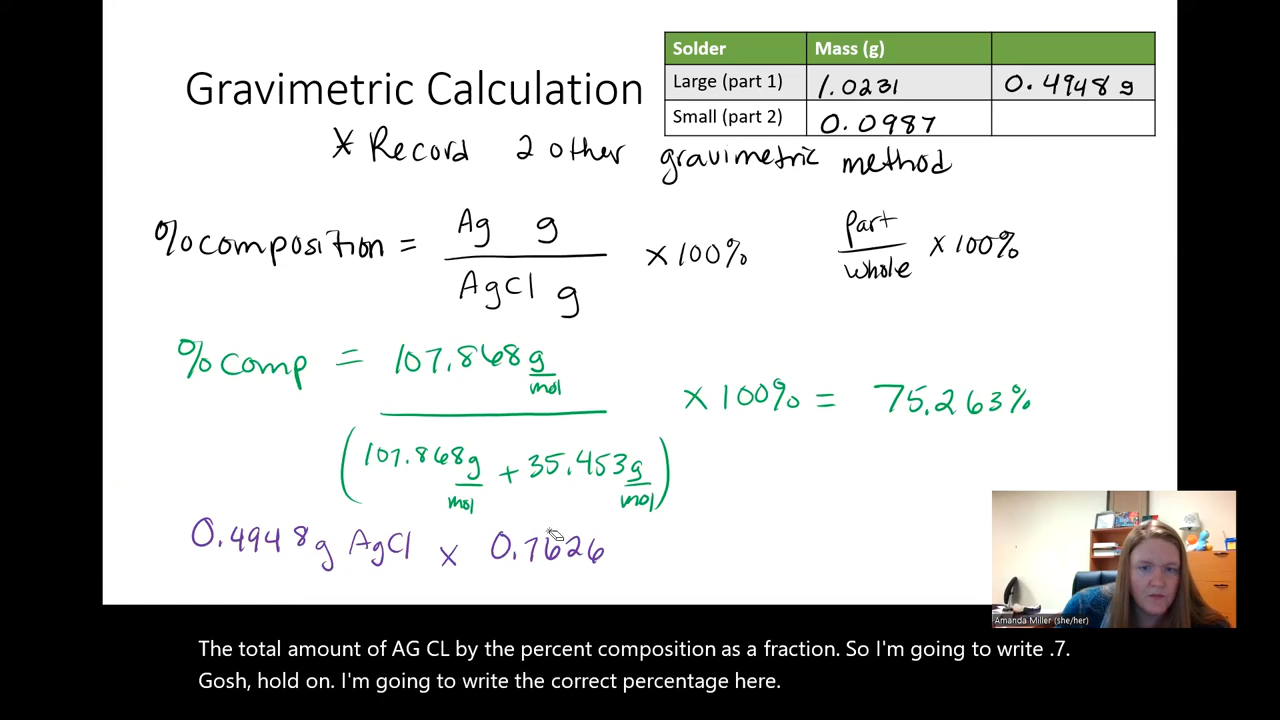 Gravimetric Calculation
Solder Mass (g)
Large (part 1) 1.0231 0.4948 g
Small (part 2) 0.0987
* Record 2 other gravimetric method
%composition = Ag g / AgCl g x 100%
part / whole x 100%
%comp = 107.868 g/mol / (107.868 g/mol + 35.453 g/mol) x 100% = 75.263%
0.4948g AgCl x 0.7626
Amanda Miller (she/her)
The total amount of AG CL by the percent composition as a fraction. So I'm going to write .7.
Gosh, hold on. I'm going to write the correct percentage here.